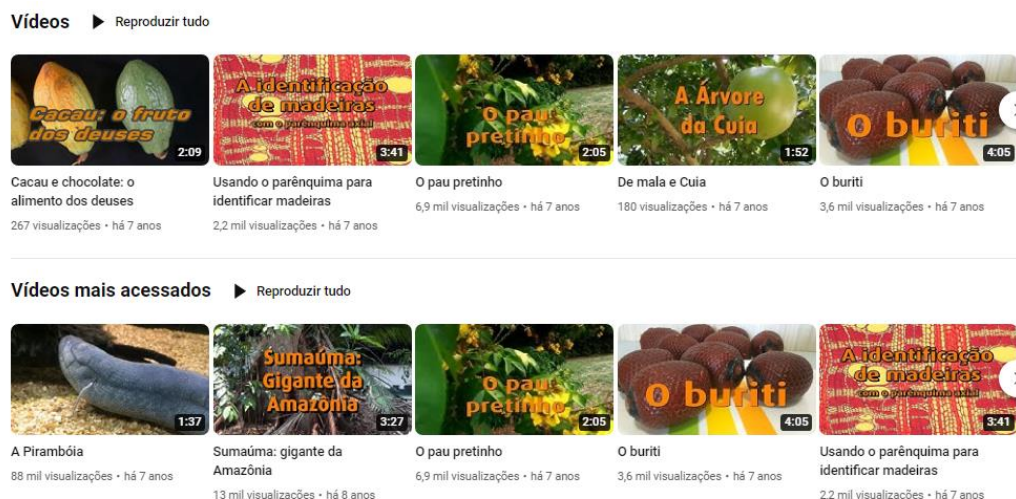 Vídeos
Reproduzir tudo
Cacau: o fruto
dos deuses
2:09
A identificação
de madeiras
com o parênquima axial
3:41
O pau
pretinho
2:05
A Árvore
da Cuia
1:52
O buriti
4:05
Cacau e chocolate: o
alimento dos deuses
267 visualizações • há 7 anos
Usando o parênquima para
identificar madeiras
2,2 mil visualizações • há 7 anos
O pau pretinho
6,9 mil visualizações • há 7 anos
De mala e Cuia
180 visualizações • há 7 anos
O buriti
3,6 mil visualizações • há 7 anos
Vídeos mais acessados
Reproduzir tudo
1:37
Sumaúma:
Gigante da
Amazônia
3:27
O pau
pretinho
2:05
O buriti
4:05
A identificação
de madeiras
com o parênquima axial
3:41
A Pirambóia
88 mil visualizações • há 7 anos
Sumaúma: gigante da
Amazônia
13 mil visualizações • há 8 anos
O pau pretinho
6,9 mil visualizações • há 7 anos
O buriti
3,6 mil visualizações • há 7 anos
Usando o parênquima para
identificar madeiras
2,2 mil visualizações • há 7 anos